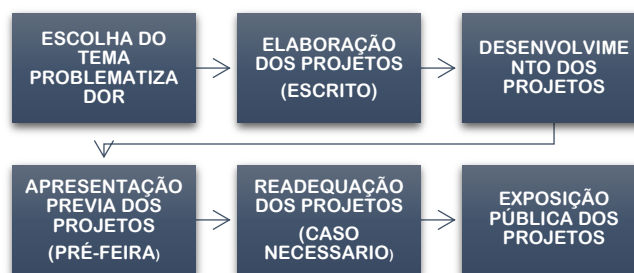 ESCOLHA DO
TEMA
PROBLEMATIZA
DOR
ELABORAÇÃO
DOS PROJETOS
(ESCRITO)
DESENVOLVIME
NTO DOS
PROJETOS
APRESENTAÇÃO
PREVIA DOS
PROJETOS
(PRÉ-FEIRA)
READEQUAÇÃO
DOS PROJETOS
(CASO
NECESSARIO)
EXPOSIÇÃO
PÚBLICA DOS
PROJETOS